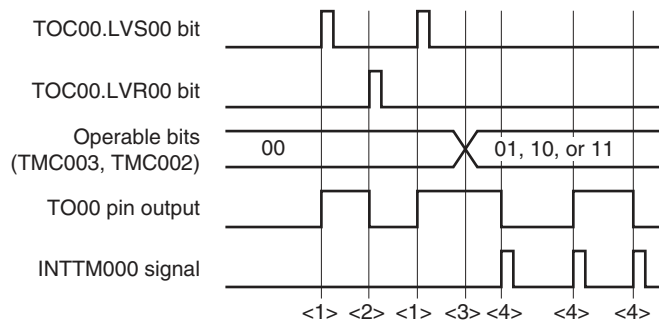 TOC00.LVS00 bit
TOC00.LVR00 bit
Operable bits
(TMC003, TMC002)
00
01, 10, or 11
TO00 pin output
INTTM000 signal
<1> <2> <1> <3> <4> <4> <4>